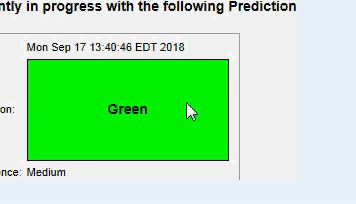 ntly in progress with the following Prediction
Mon Sep 17 13:40:46 EDT 2018
on: Green
ence: Medium